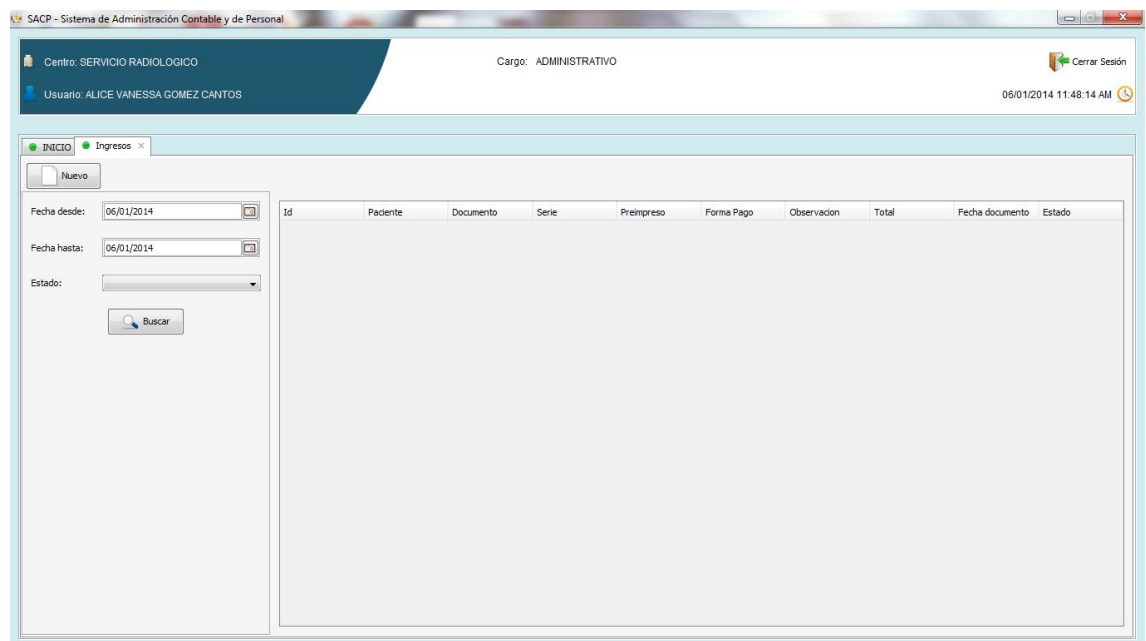 SACP - Sistema de Administración Contable y de Personal
Centro: SERVICIO RADIOLOGICO
Cargo: ADMINISTRATIVO
Cerrar Sesión
Usuario: ALICE VANESSA GOMEZ CANTOS
06/01/2014 11:48:14 AM
INICIO
Ingresos
Nuevo
Fecha desde: 06/01/2014
Id Paciente Documento Serie Preimpreso Forma Pago Observacion Total Fecha documento Estado
Fecha hasta: 06/01/2014
Estado:
Buscar